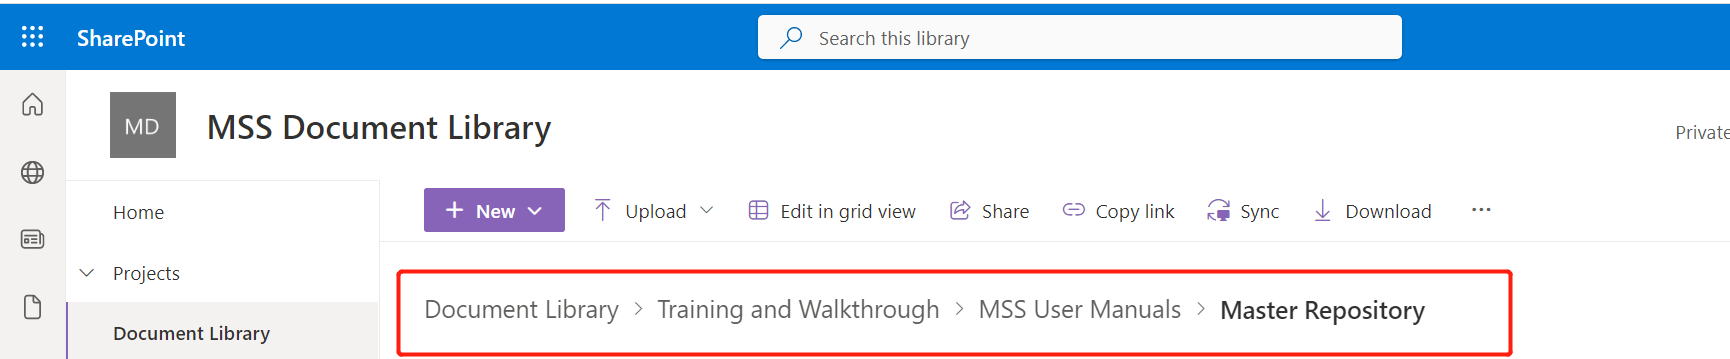 SharePoint
Search this library
MD
MSS Document Library
Private
Home
Projects
Document Library
+ New
Upload
Edit in grid view
Share
Copy link
Sync
Download
...
Document Library > Training and Walkthrough > MSS User Manuals > Master Repository